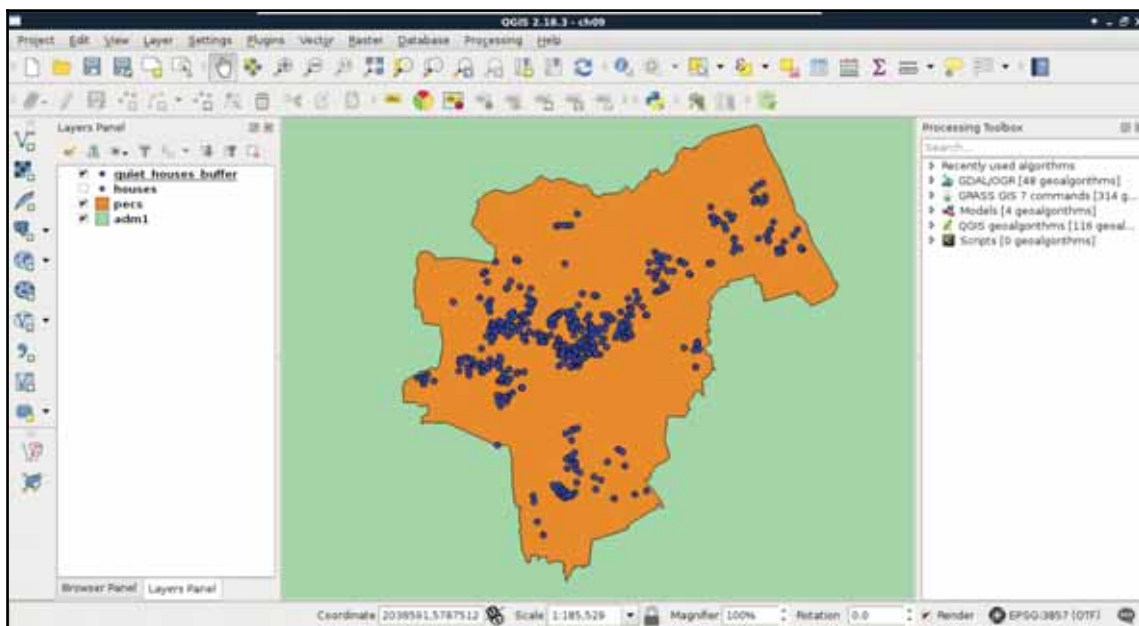 QGIS 2.18.3 - ch09
Project Edit View Layer Settings Plugins Vector Raster Database Processing Help
Layers Panel
quiet_houses_buffer
houses
pecs
adm1
Browser Panel Layers Panel
Processing Toolbox
Search...
Recently used algorithms
GDAL/OGR [48 geoalgorithms]
GRASS GIS 7 commands [314 g...
Models [4 geoalgorithms]
QGIS geoalgorithms [116 geoal...
Scripts [0 geoalgorithms]
Coordinate 2038591,5787512 Scale 1:185,529 Magnifier 100% Rotation 0.0 Render EPSG:3857 (OTF)